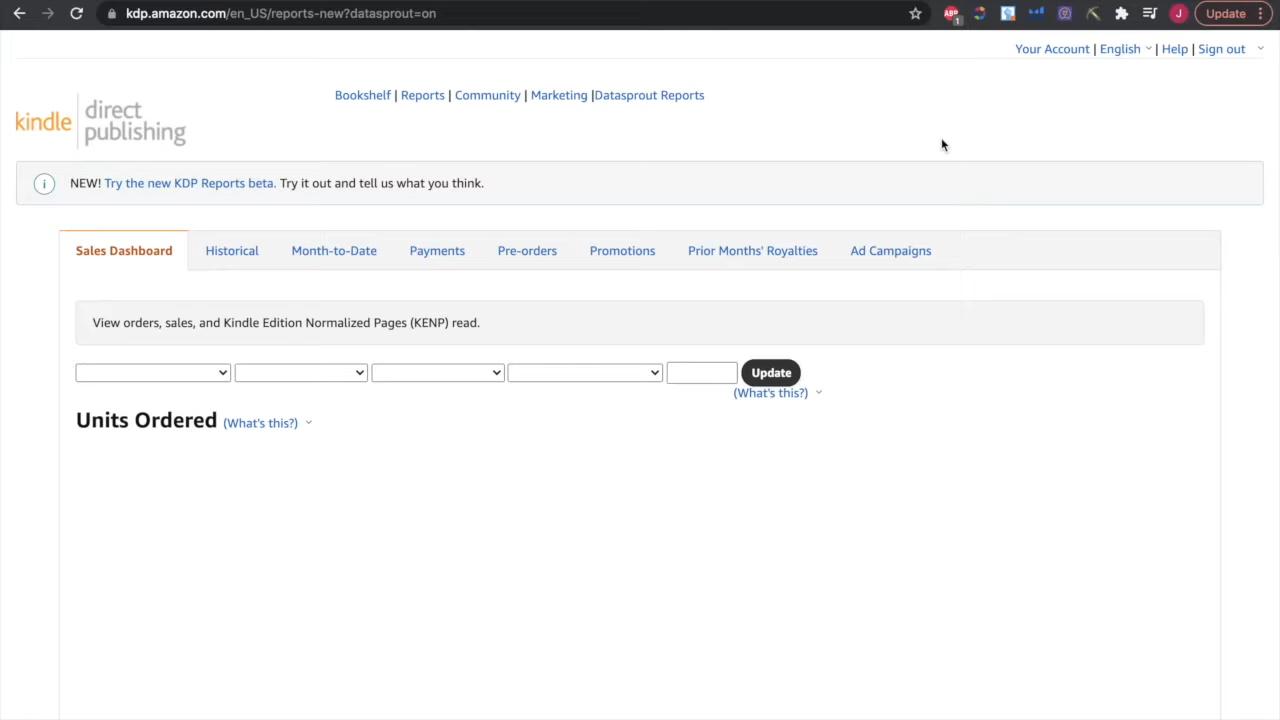 kdp.amazon.com/en_US/reports-new?datasprout=on
ABP
1
J
Update
Your Account | English | Help | Sign out
Bookshelf | Reports | Community | Marketing |Datasprout Reports
kindle direct publishing
i
NEW! Try the new KDP Reports beta. Try it out and tell us what you think.
Sales Dashboard Historical Month-to-Date Payments Pre-orders Promotions Prior Months' Royalties Ad Campaigns
View orders, sales, and Kindle Edition Normalized Pages (KENP) read.
Update
(What's this?)
Units Ordered (What's this?)